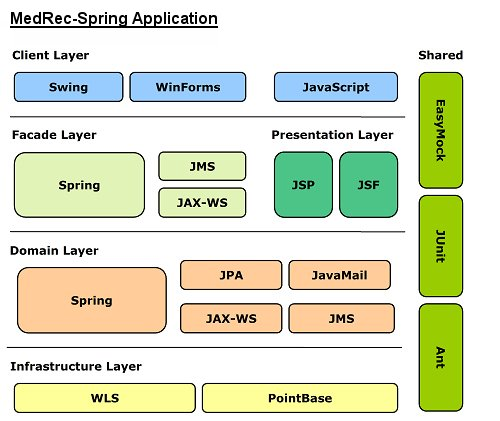 MedRec-Spring Application
Client Layer
Shared
Swing
WinForms
JavaScript
EasyMock
Facade Layer
Presentation Layer
Spring
JMS
JAX-WS
JSP
JSF
JUnit
Domain Layer
Spring
JPA
JavaMail
JAX-WS
JMS
Ant
Infrastructure Layer
WLS
PointBase